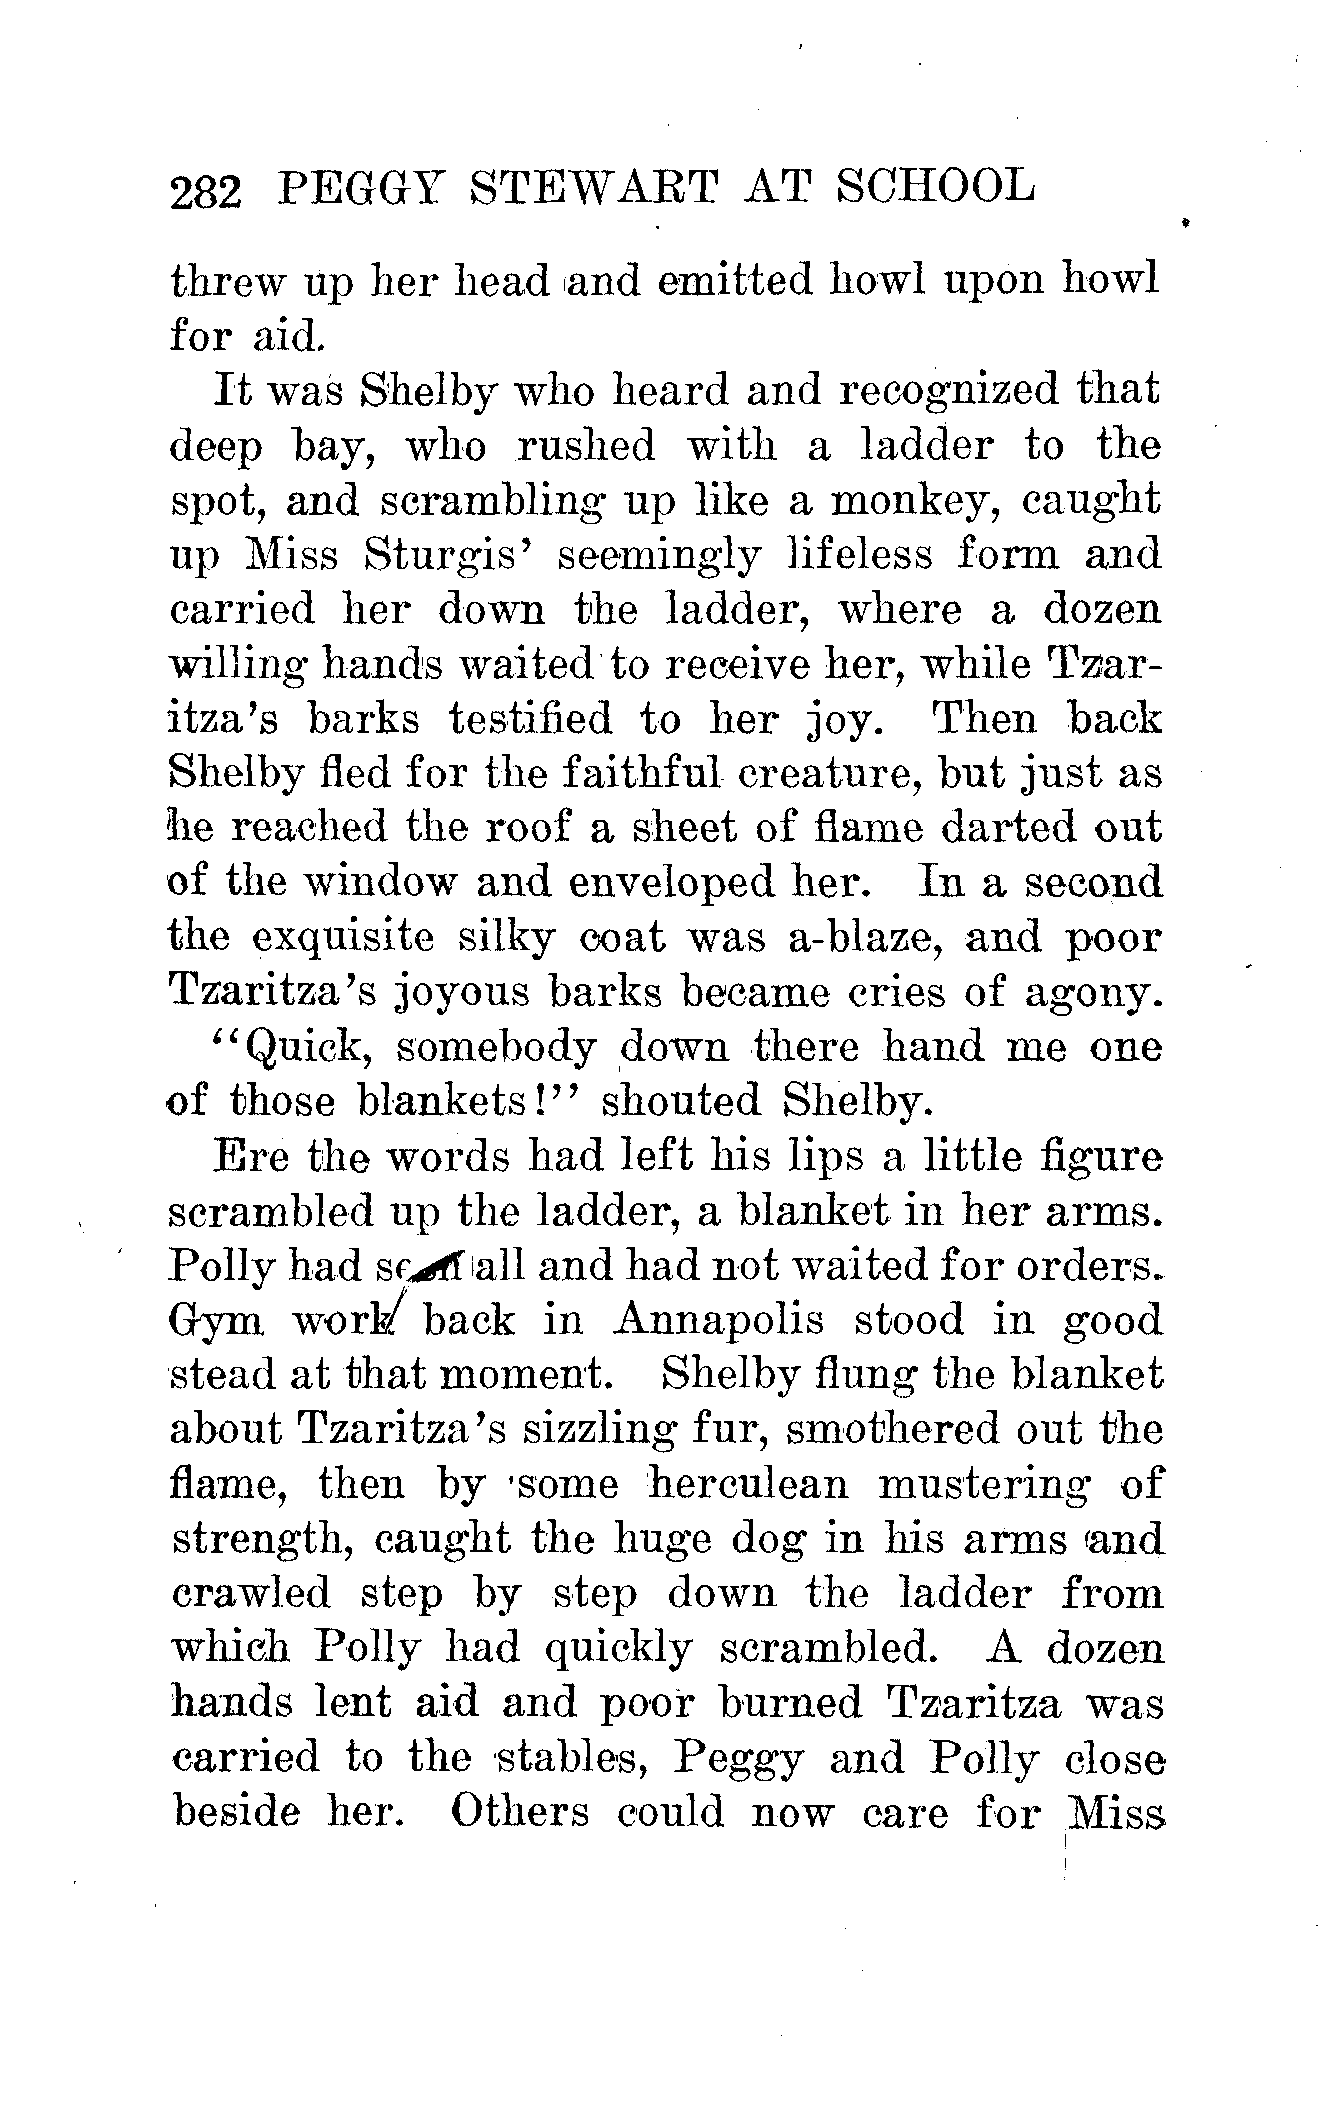 282 PEGGY STEWART AT SCHOOL
threw up her head and emitted howl upon howl
for aid.
It was Shelby who heard and recognized that
deep bay, who rushed with a ladder to the
spot, and scrambling up like a monkey, caught
up Miss Sturgis' seemingly lifeless form and
carried her down the ladder, where a dozen
willing hands waited to receive her, while Tzar-
itza's barks testified to her joy. Then back
Shelby fled for the faithful creature, but just as
he reached the roof a sheet of flame darted out
of the window and enveloped her. In a second
the exquisite silky coat was a-blaze, and poor
Tzaritza's joyous barks became cries of agony.
"Quick, somebody down there hand me one
of those blankets!" shouted Shelby.
Ere the words had left his lips a little figure
scrambled up the ladder, a blanket in her arms.
Polly had all and had not waited for orders.
Gym work back in Annapolis stood in good
stead at that moment. Shelby flung the blanket
about Tzaritza's sizzling fur, smothered out the
flame, then by some herculean mustering of
strength, caught the huge dog in his arms and
crawled step by step down the ladder from
which Polly had quickly scrambled. A dozen
hands lent aid and poor burned Tzaritza was
carried to the stables, Peggy and Polly close
beside her. Others could now care for Miss